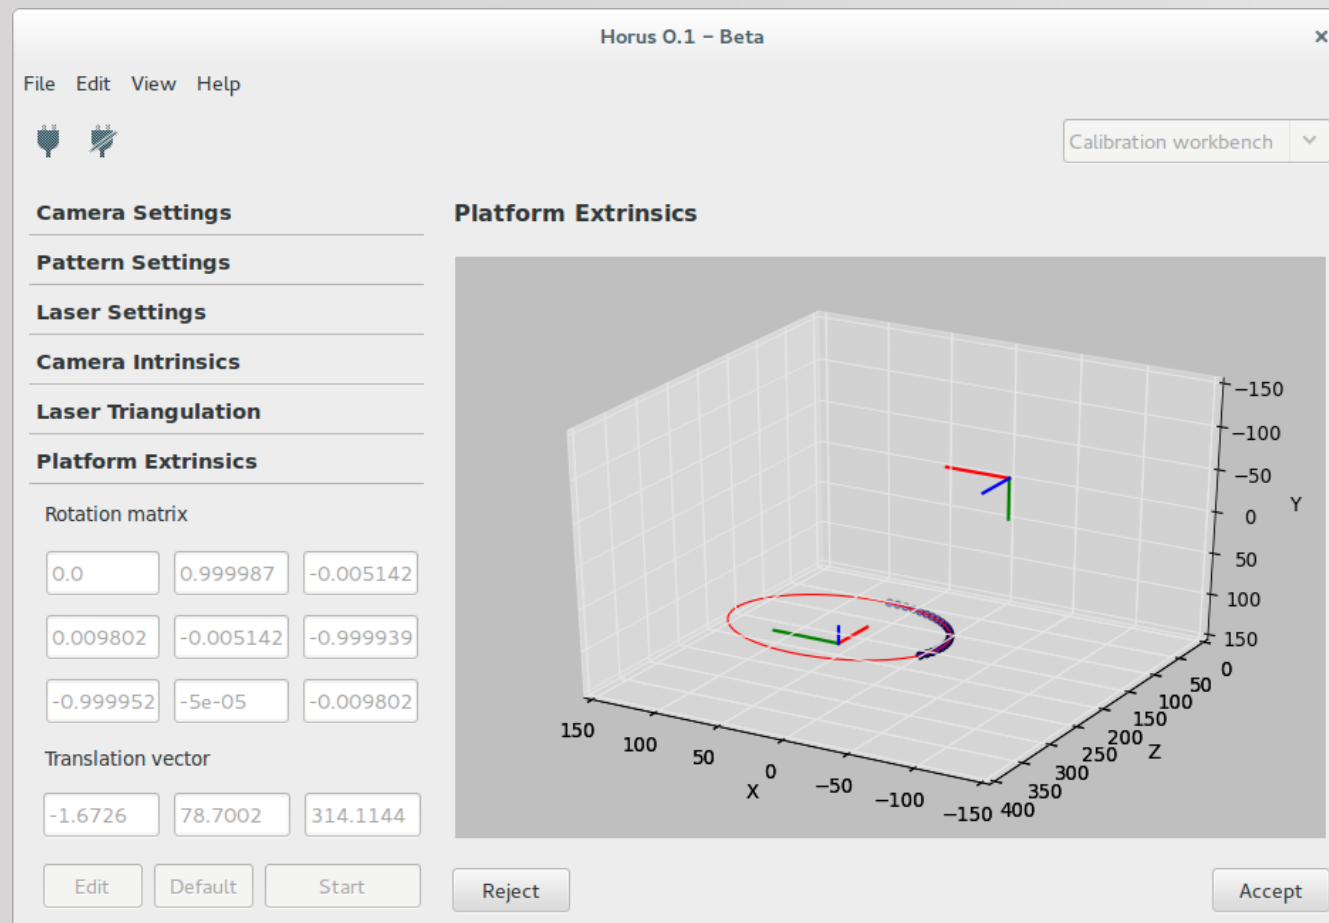 Horus 0.1 – Beta ×
File Edit View Help
Calibration workbench
Camera Settings
Pattern Settings
Laser Settings
Camera Intrinsics
Laser Triangulation
Platform Extrinsics
Rotation matrix
0.0 0.999987 -0.005142
0.009802 -0.005142 -0.999939
-0.999952 -5e-05 -0.009802
Translation vector
-1.6726 78.7002 314.1144
Edit Default Start
Platform Extrinsics
−150
−100
−50
0
50
100
150
Y
150 100 50 0 −50 −100 −150
X
0
50
100
150
200
250
300
350
400
Z
Reject Accept